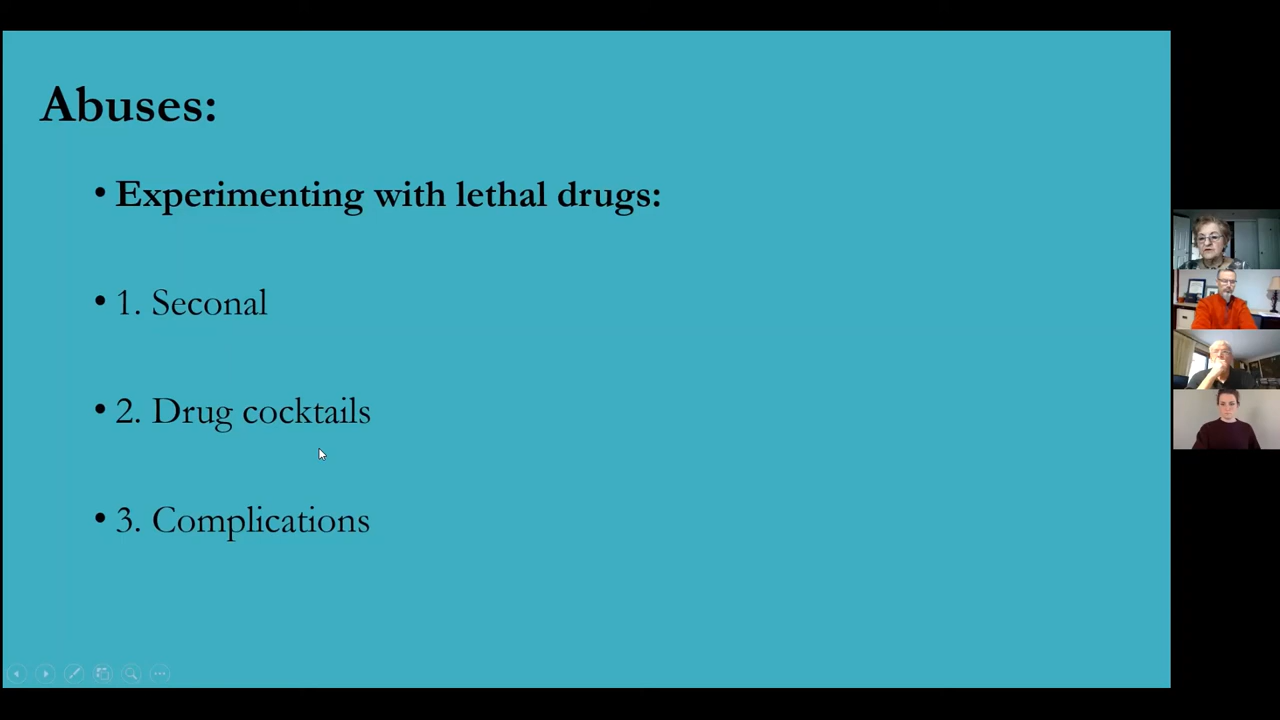 Abuses:
• Experimenting with lethal drugs:
• 1. Seconal
• 2. Drug cocktails
• 3. Complications